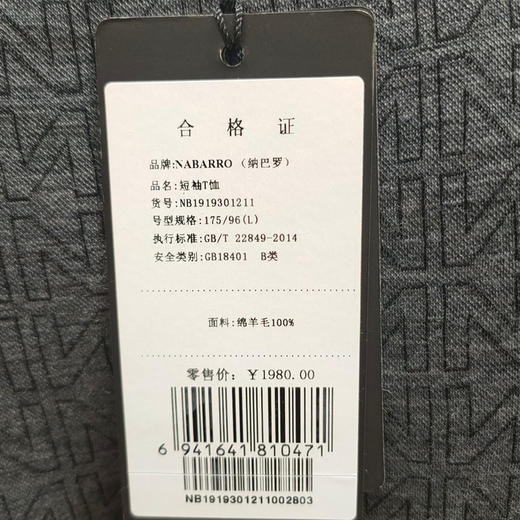 合格证
品牌:NABARRO（纳巴罗）
品名:短袖T恤
货号:NB1919301211
号型规格:175/96(L)
执行标准:GB/T 22849-2014
安全类别:GB18401 B类
面料:绵羊毛100%
零售价: ￥1980.00
6 941641 810471
NB1919301211002803